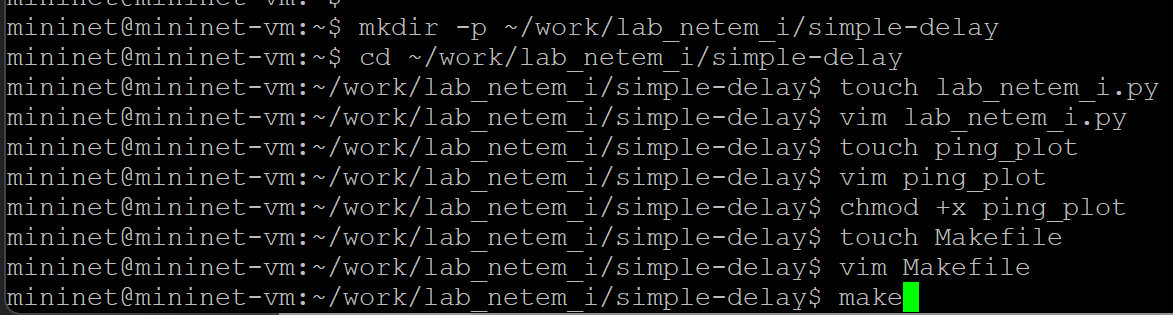 mininet@mininet-vm:~$
mininet@mininet-vm:~$ mkdir -p ~/work/lab_netem_i/simple-delay
mininet@mininet-vm:~$ cd ~/work/lab_netem_i/simple-delay
mininet@mininet-vm:~/work/lab_netem_i/simple-delay$ touch lab_netem_i.py
mininet@mininet-vm:~/work/lab_netem_i/simple-delay$ vim lab_netem_i.py
mininet@mininet-vm:~/work/lab_netem_i/simple-delay$ touch ping_plot
mininet@mininet-vm:~/work/lab_netem_i/simple-delay$ vim ping_plot
mininet@mininet-vm:~/work/lab_netem_i/simple-delay$ chmod +x ping_plot
mininet@mininet-vm:~/work/lab_netem_i/simple-delay$ touch Makefile
mininet@mininet-vm:~/work/lab_netem_i/simple-delay$ vim Makefile
mininet@mininet-vm:~/work/lab_netem_i/simple-delay$ make